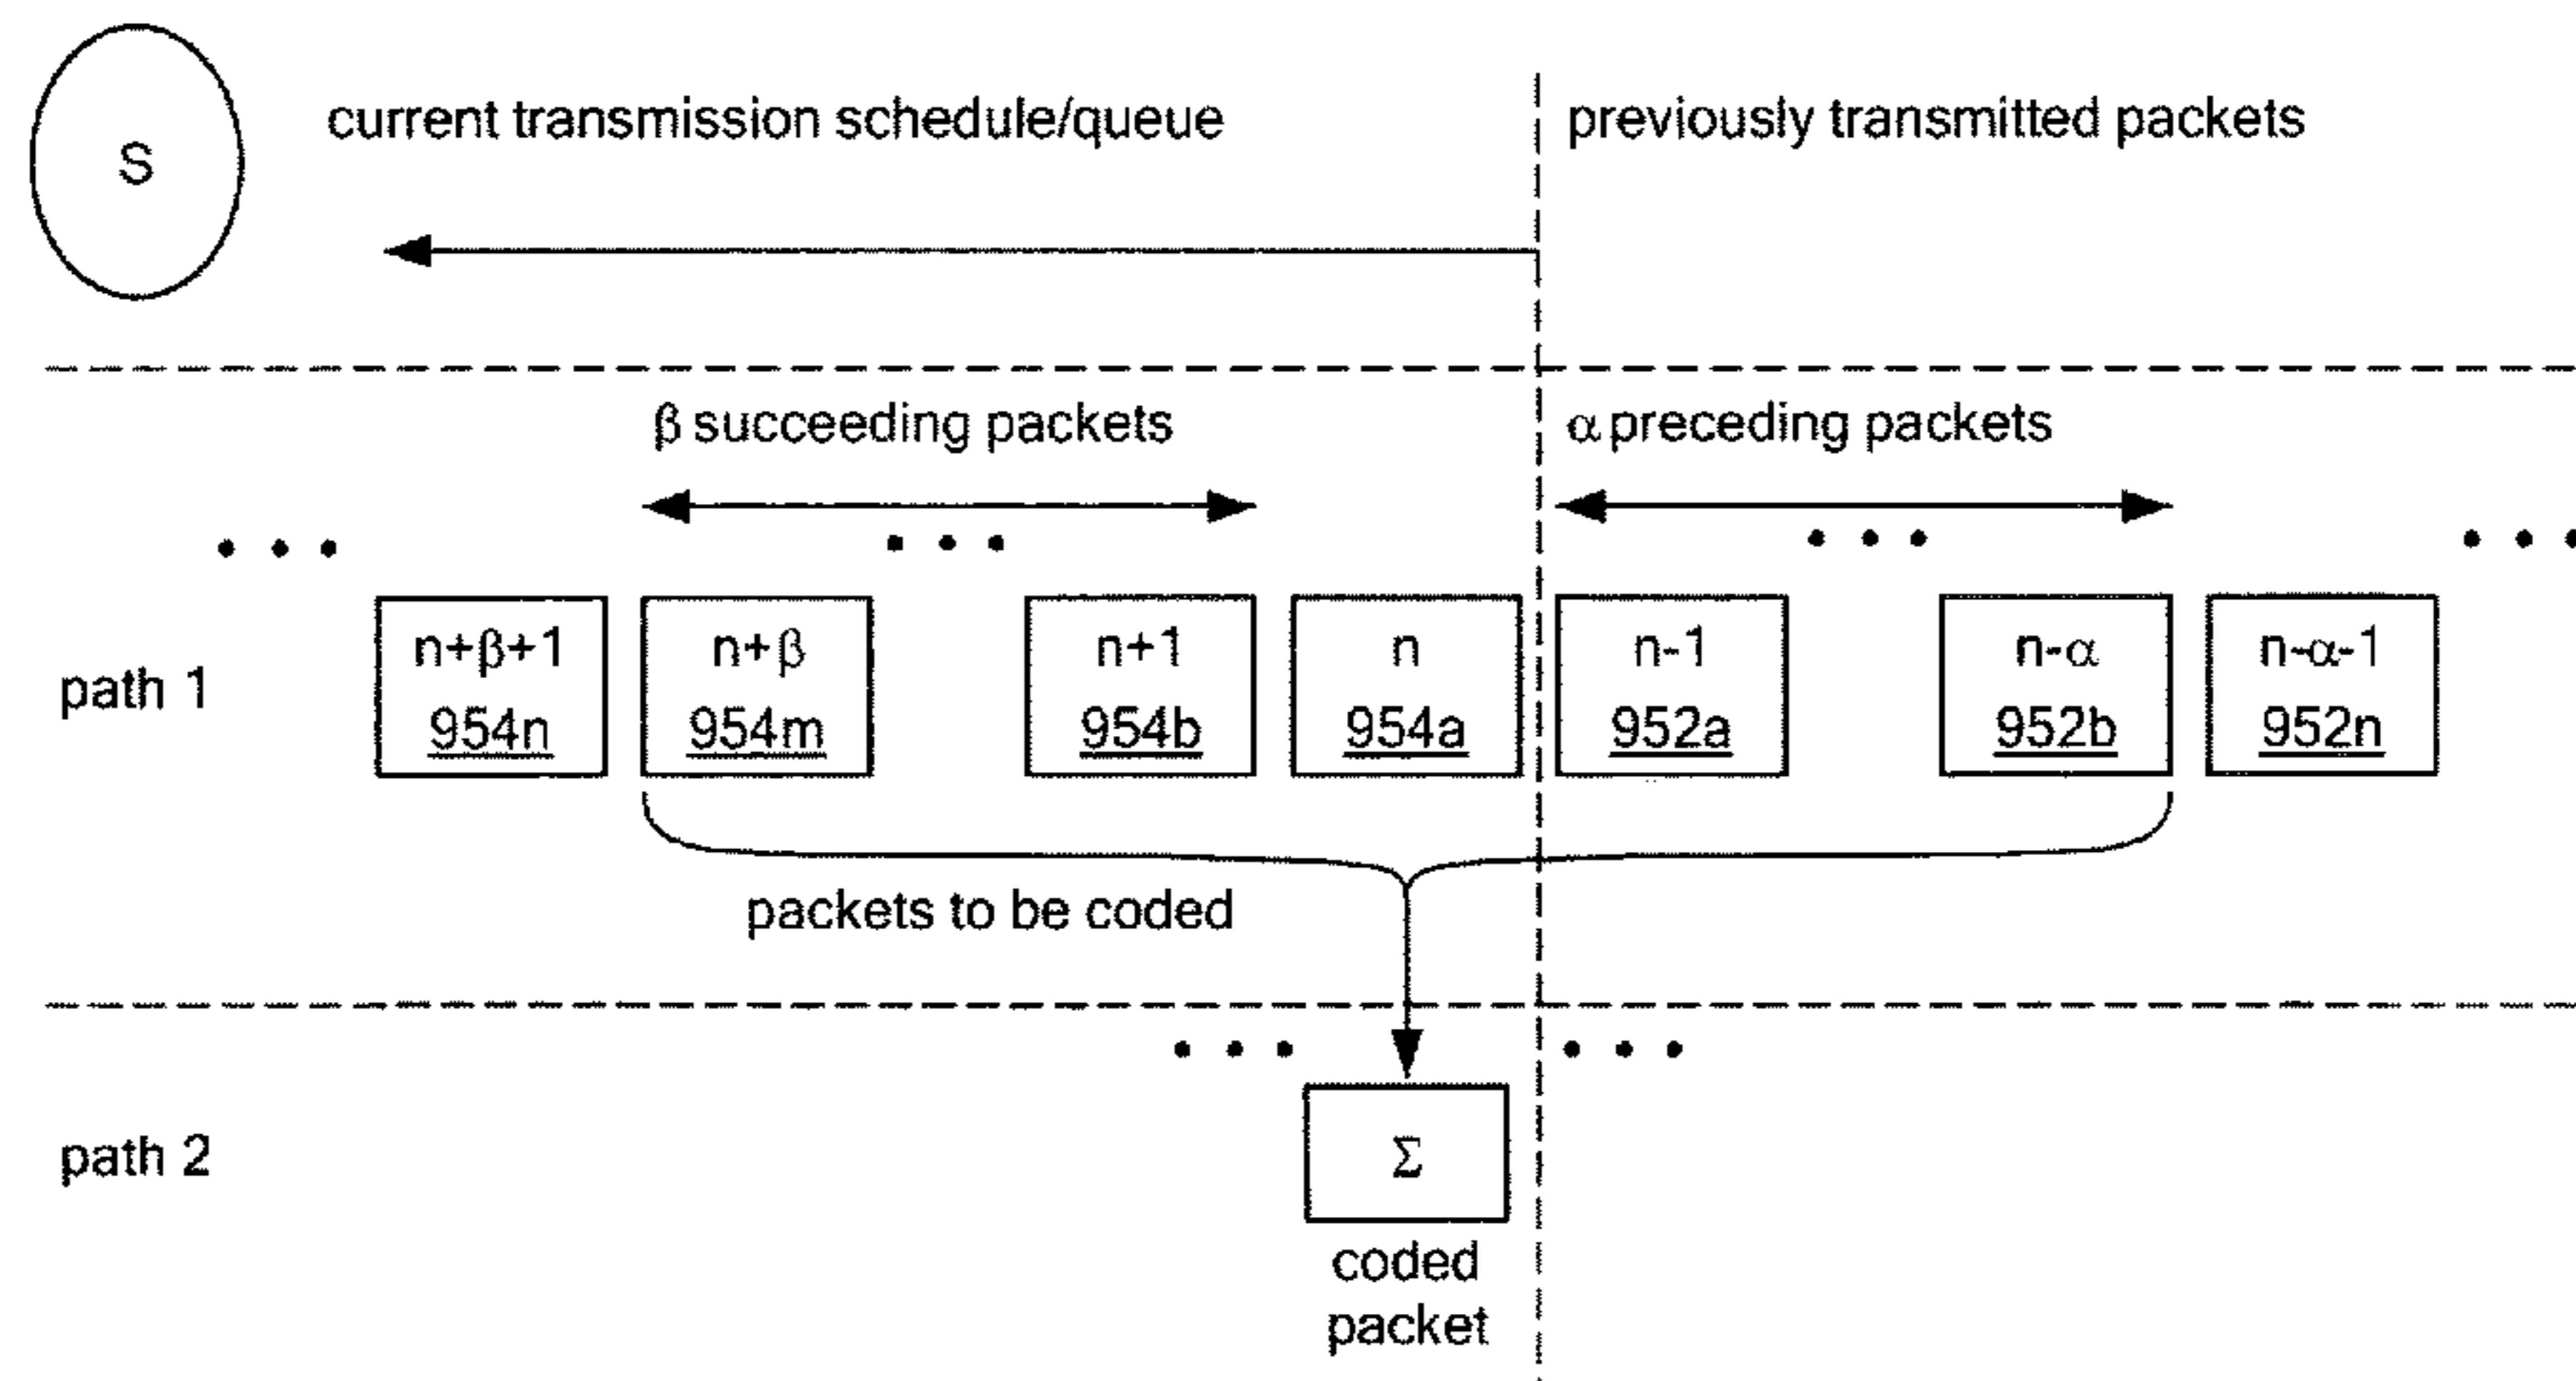 S
current transmission schedule/queue
previously transmitted packets
β succeeding packets
α preceding packets
• • •
• • •
• • •
• • •
path 1
n+β+1
954n
n+β
954m
n+1
954b
n
954a
n-1
952a
n-α
952b
n-α-1
952n
packets to be coded
• • •
• • •
path 2
Σ
coded
packet